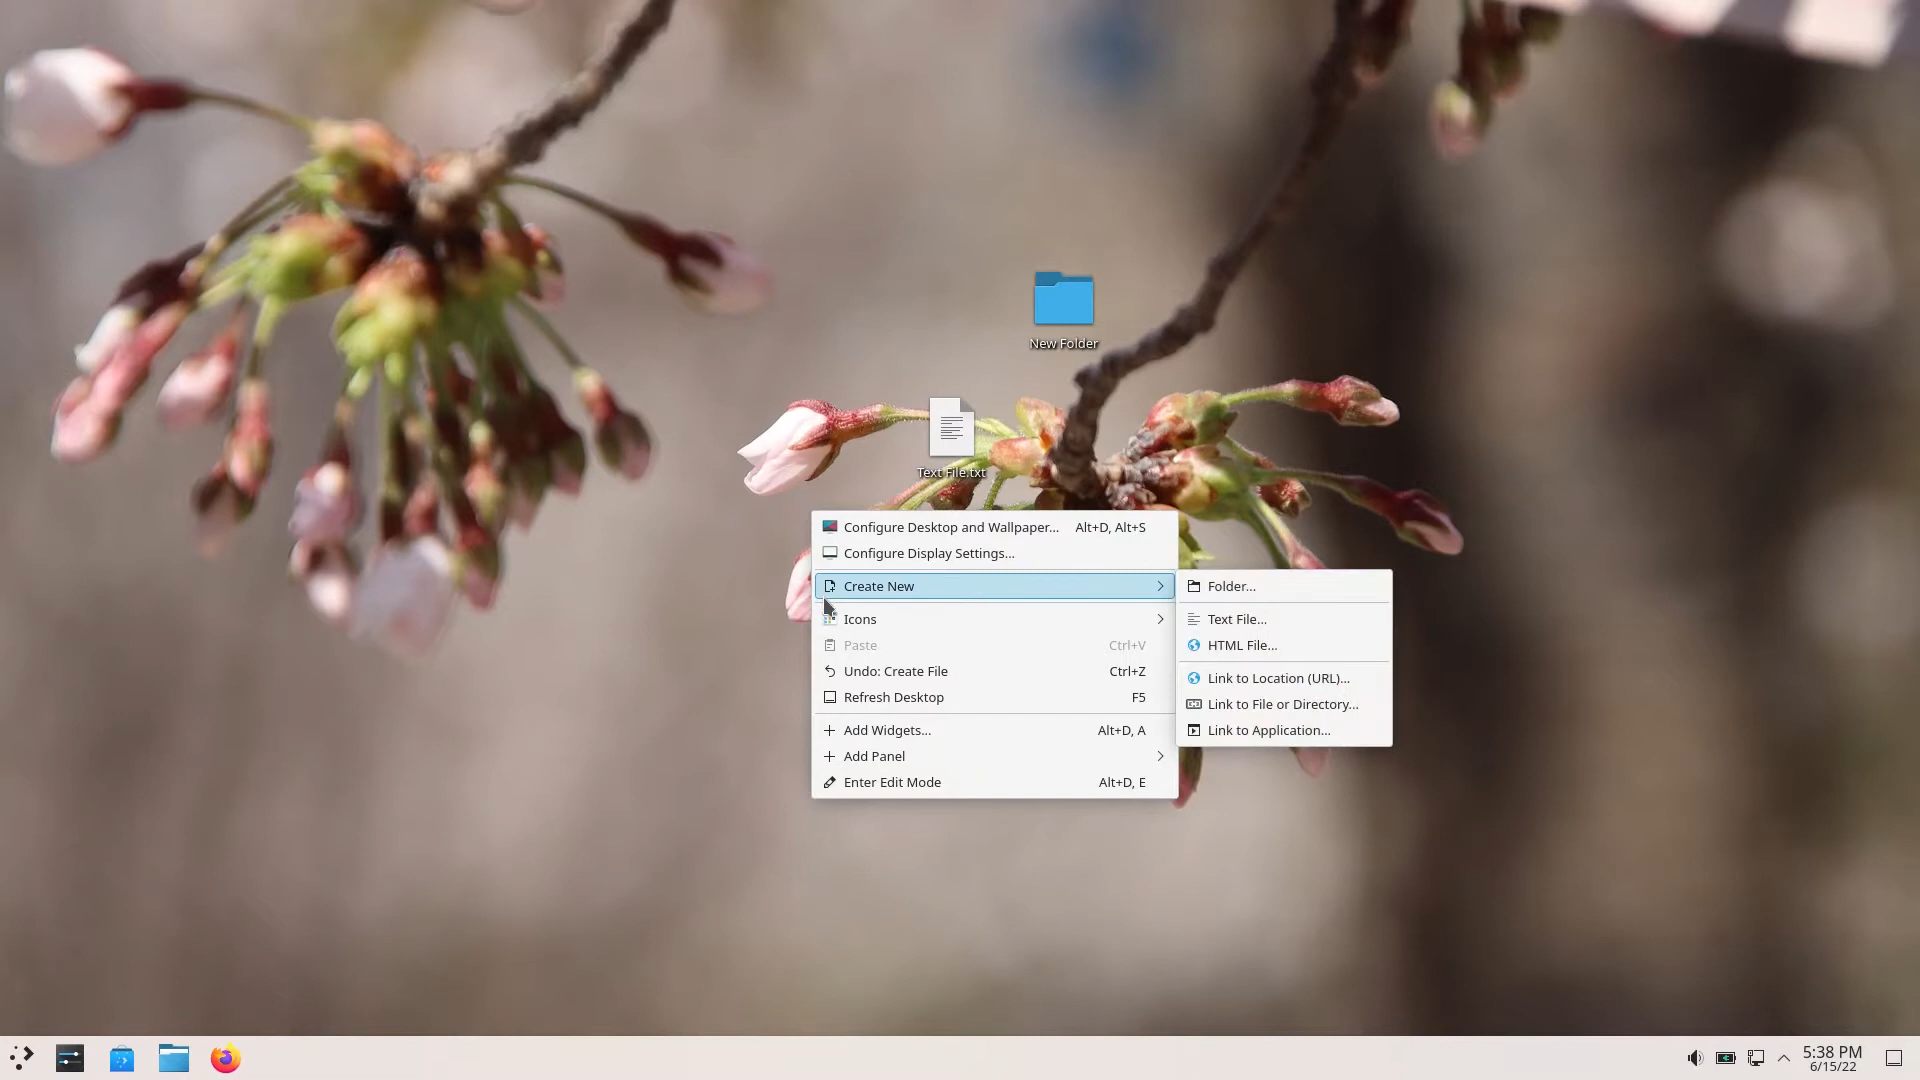 New Folder
Text File.txt
Configure Desktop and Wallpaper... Alt+D, Alt+S
Configure Display Settings...
Create New
Icons
Paste Ctrl+V
Undo: Create File Ctrl+Z
Refresh Desktop F5
Add Widgets... Alt+D, A
Add Panel
Enter Edit Mode Alt+D, E
Folder...
Text File...
HTML File...
Link to Location (URL)...
Link to File or Directory...
Link to Application...
5:38 PM
6/15/22